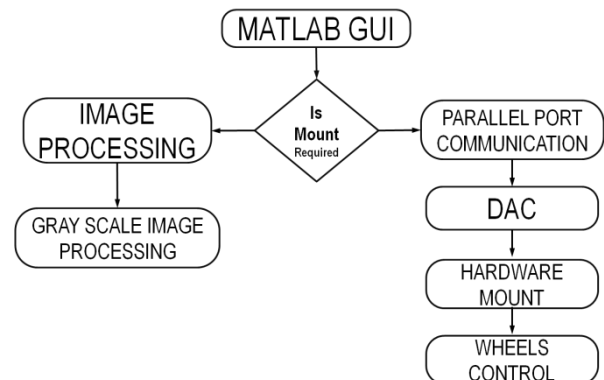 MATLAB GUI
Is
Mount
Required
IMAGE
PROCESSING
GRAY SCALE IMAGE
PROCESSING
PARALLEL PORT
COMMUNICATION
DAC
HARDWARE
MOUNT
WHEELS
CONTROL